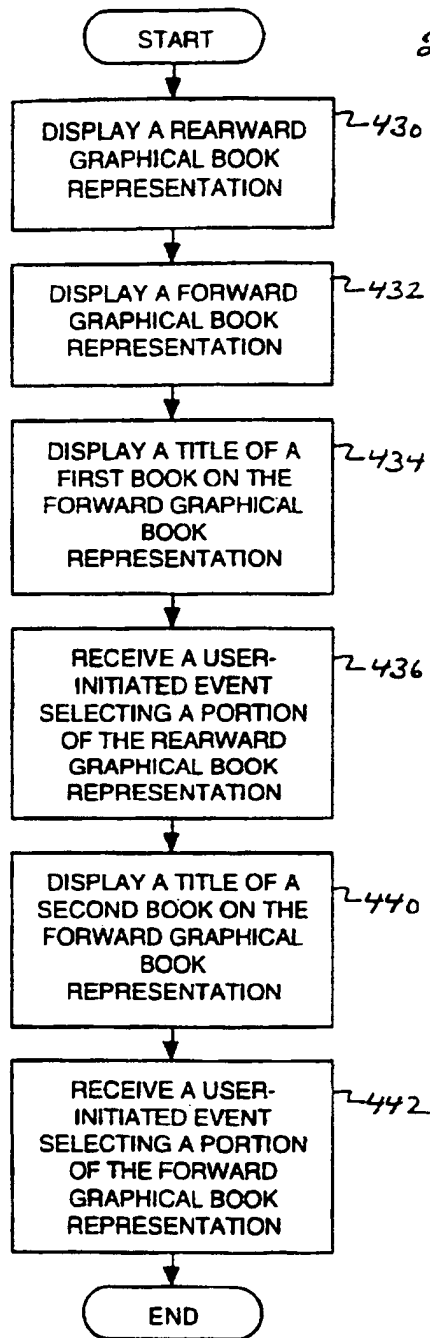 START
DISPLAY A REARWARD
GRAPHICAL BOOK
REPRESENTATION
430
DISPLAY A FORWARD
GRAPHICAL BOOK
REPRESENTATION
432
DISPLAY A TITLE OF A
FIRST BOOK ON THE
FORWARD GRAPHICAL
BOOK
REPRESENTATION
434
RECEIVE A USER-
INITIATED EVENT
SELECTING A PORTION
OF THE REARWARD
GRAPHICAL BOOK
REPRESENTATION
436
DISPLAY A TITLE OF A
SECOND BOOK ON THE
FORWARD GRAPHICAL
BOOK
REPRESENTATION
440
RECEIVE A USER-
INITIATED EVENT
SELECTING A PORTION
OF THE FORWARD
GRAPHICAL BOOK
REPRESENTATION
442
END